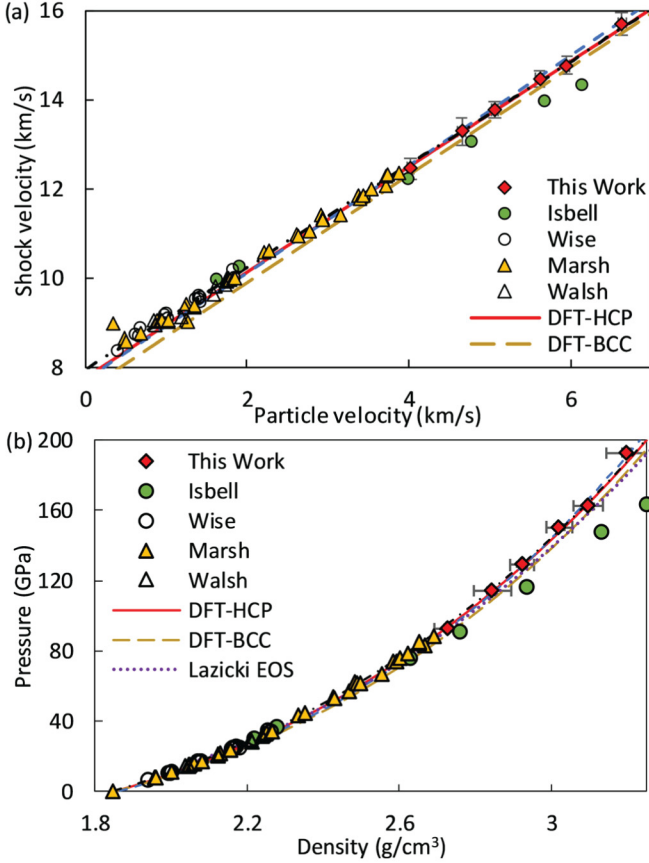 (a)
16
14
12
10
8
Shock velocity (km/s)
This Work
Isbell
Wise
Marsh
Walsh
DFT-HCP
DFT-BCC
0
2
4
6
Particle velocity (km/s)
(b)
200
160
120
80
40
0
Pressure (GPa)
This Work
Isbell
Wise
Marsh
Walsh
DFT-HCP
DFT-BCC
Lazicki EOS
1.8
2.2
2.6
3
Density (g/cm³)